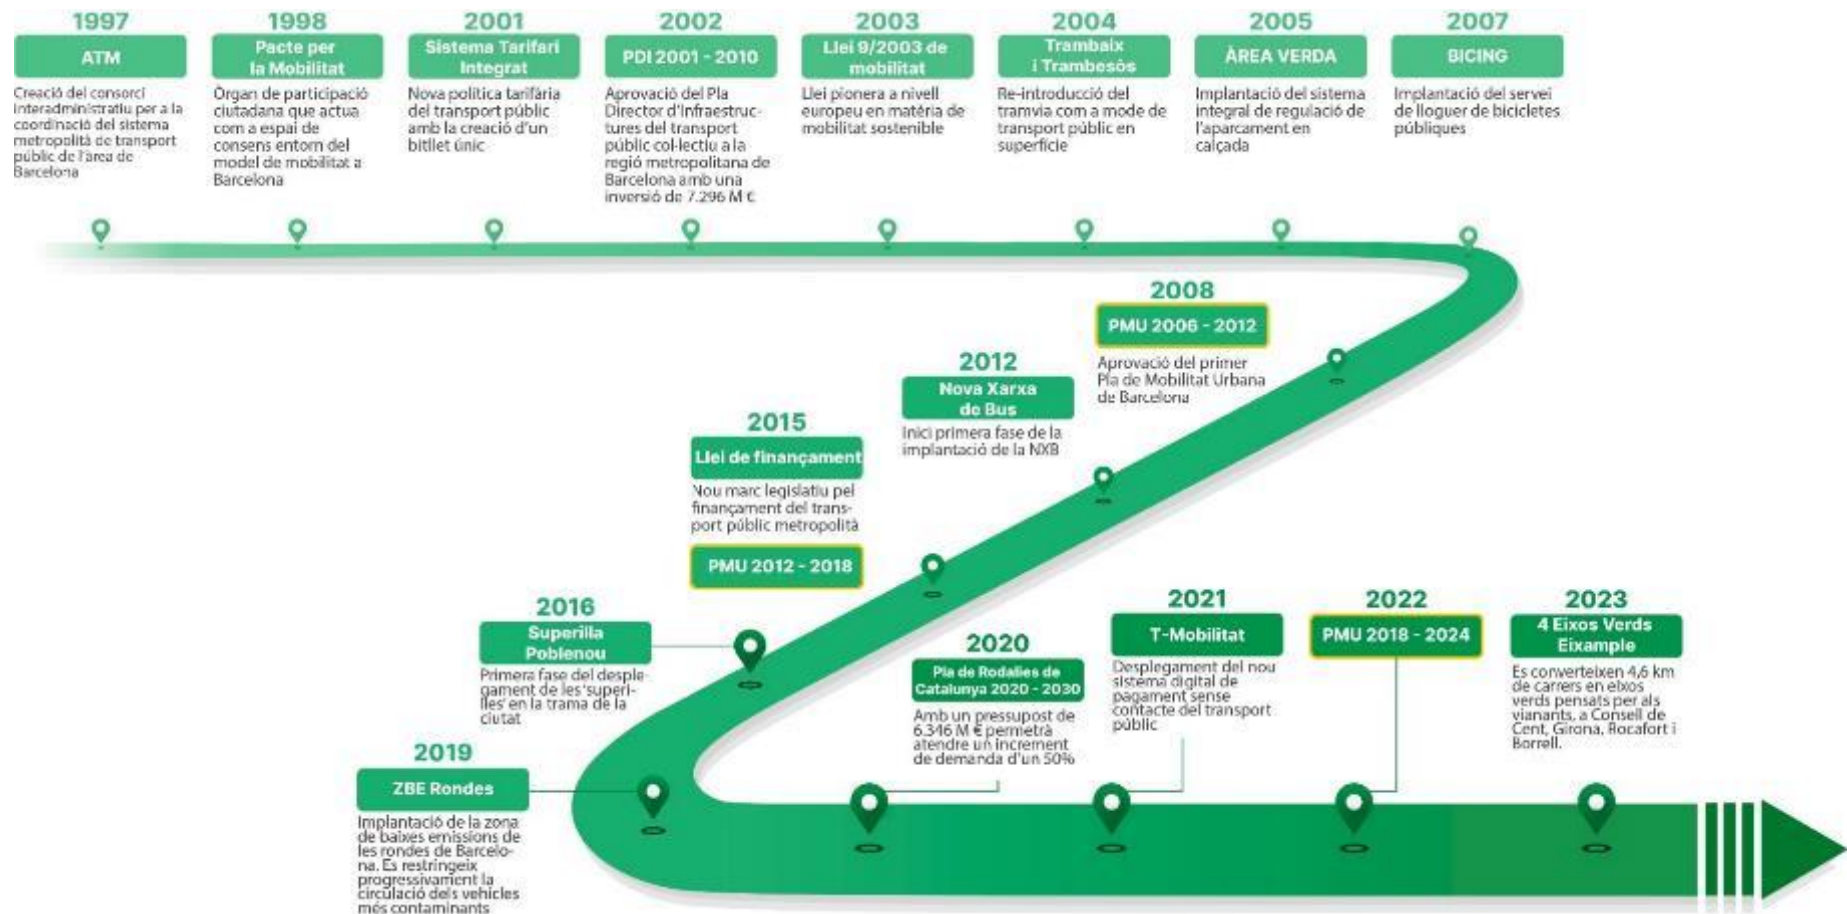 1997
ATM
Creació del consorci
interadministratiu per a la
coordinació del sistema
metropolità de transport
públic de l'àrea de
Barcelona
1998
Pacte per
la Mobilitat
Òrgan de participació
ciutadana que actua
com a espai de
consens entorn del
model de mobilitat a
Barcelona
2001
Sistema Tarifari
Integrat
Nova política tarifària
del transport públic
amb la creació d'un
bitllet únic
2002
PDI 2001 - 2010
Aprovació del Pla
Director d'Infraestruc-
tures del transport
públic col·lectiu a la
regió metropolitana de
Barcelona amb una
inversió de 7.296 M €
2003
Llei 9/2003 de
mobilitat
Llei pionera a nivell
europeu en matèria de
mobilitat sostenible
2004
Trambaix
i Trambesòs
Re-introducció del
tramvia com a mode de
transport públic en
superfície
2005
ÀREA VERDA
Implantació del sistema
integral de regulació de
l'aparcament en
calçada
2007
BICING
Implantació del servei
de lloguer de bicicletes
públiques
2008
PMU 2006 - 2012
Aprovació del primer
Pla de Mobilitat Urbana
de Barcelona
2012
Nova Xarxa
de Bus
Inici primera fase de la
implantació de la NXB
2015
Llei de finançament
Nou marc legislatiu pel
finançament del trans-
port públic metropolità
PMU 2012 - 2018
2016
Superilla
Poblenou
Primera fase del desple-
gament de les 'superi-
lles' en la trama de la
ciutat
2019
ZBE Rondes
Implantació de la zona
de baixes emissions de
les rondes de Barcelo-
na. Es restringeix
progressivament la
circulació dels vehicles
més contaminants
2020
Pla de Rodalies de
Catalunya 2020 - 2030
Amb un pressupost de
6.346 M € permetrà
atendre un increment
de demanda d'un 50%
2021
T-Mobilitat
Desplegament del nou
sistema digital de
pagament sense
contacte del transport
públic
2022
PMU 2018 - 2024
2023
4 Eixos Verds
Eixample
Es converteixen 4,6 km
de carrers en eixos
verds pensats per als
vianants, a Consell de
Cent, Girona, Rocafort i
Borrell.